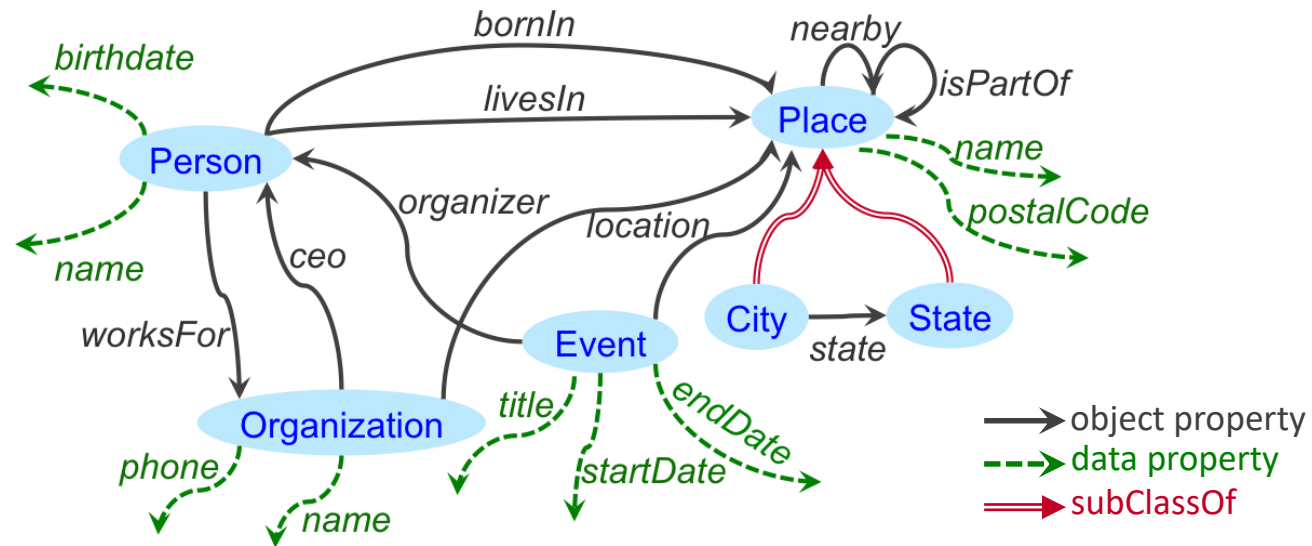 bornIn
nearby
birthdate
isPartOf
livesIn
Place
Person
name
organizer
postalCode
location
ceo
name
City
State
worksFor
state
Event
title
endDate
Organization
object property
phone
startDate
data property
name
subClassOf